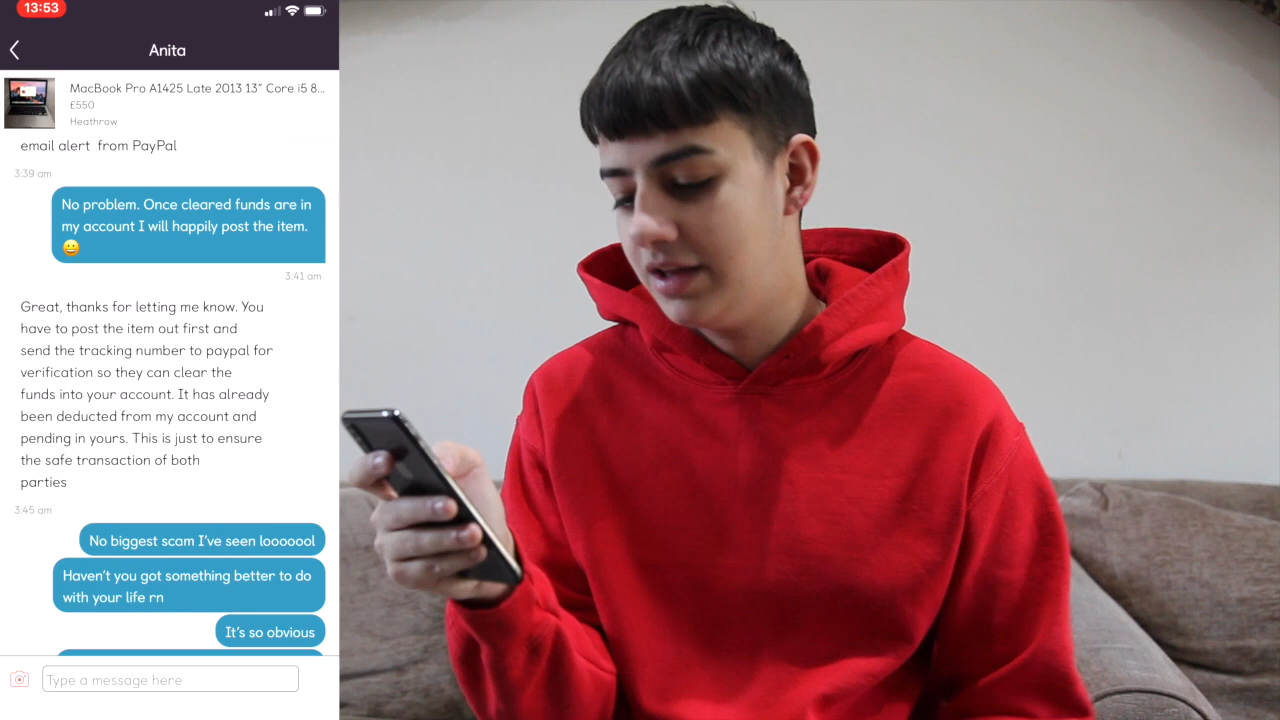 13:53
Anita
MacBook Pro A1425 Late 2013 13" Core i5 8...
£550
Heathrow
email alert from PayPal
3:39 am
No problem. Once cleared funds are in
my account I will happily post the item.
😀
3:41 am
Great, thanks for letting me know. You
have to post the item out first and
send the tracking number to paypal for
verification so they can clear the
funds into your account. It has already
been deducted from my account and
pending in yours. This is just to ensure
the safe transaction of both
parties
3:45 am
No biggest scam I've seen looooool
Haven't you got something better to do
with your life rn
It's so obvious
Type a message here